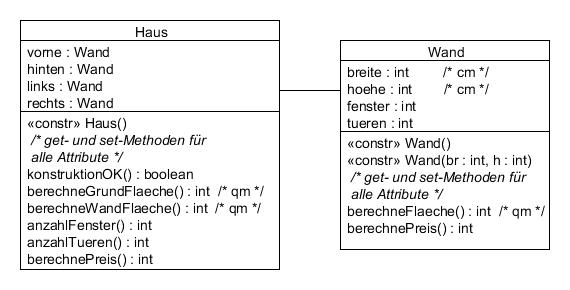 Haus
vorne : Wand
hinten : Wand
links : Wand
rechts : Wand
«constr» Haus()
/* get- und set-Methoden für
alle Attribute */
konstruktionOK() : boolean
berechneGrundFlaeche() : int /* qm */
berechneWandFlaeche() : int /* qm */
anzahlFenster() : int
anzahlTueren() : int
berechnePreis() : int
Wand
breite : int /* cm */
hoehe : int /* cm */
fenster : int
tueren : int
«constr» Wand()
«constr» Wand(br : int, h : int)
/* get- und set-Methoden für
alle Attribute */
berechneFlaeche() : int /* qm */
berechnePreis() : int